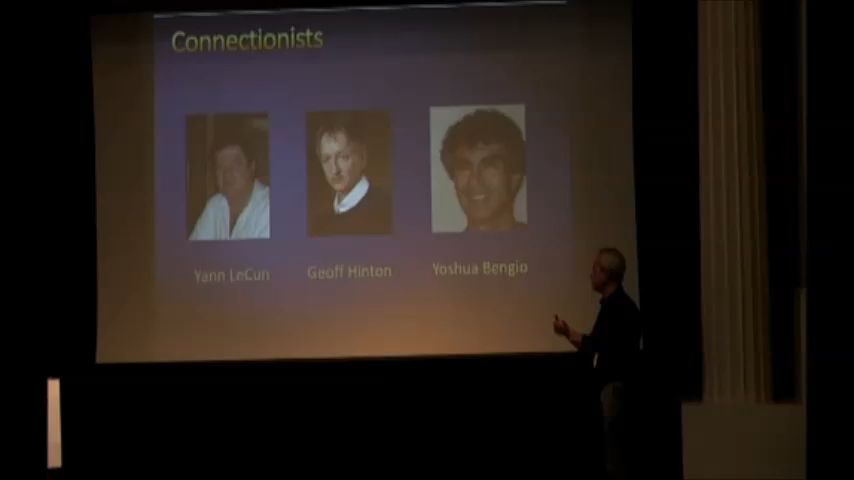 Connectionists
Yann LeCun
Geoff Hinton
Yoshua Bengio